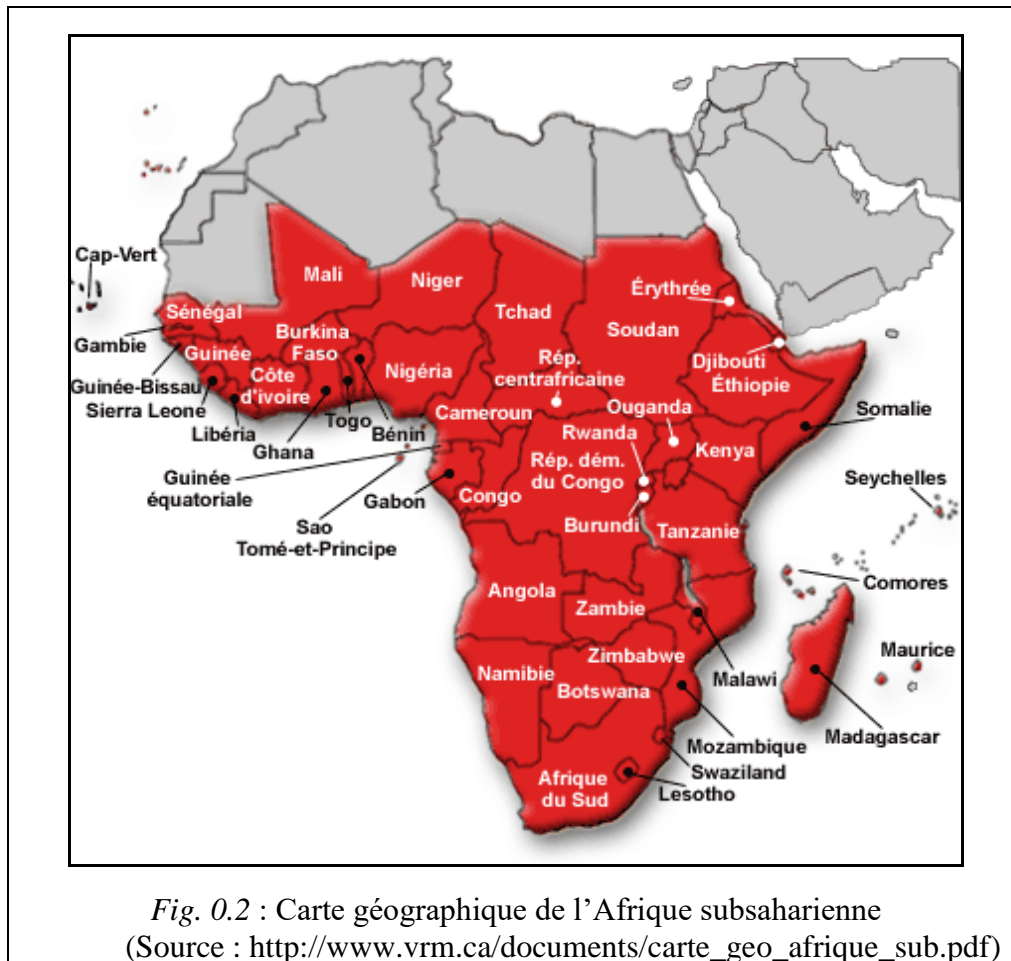 Cap-Vert
Mali
Niger
Tchad
Érythrée
Soudan
Sénégal
Gambie
Burkina
Faso
Guinée
Nigéria
Djibouti
Éthiopie
Rép.
centrafricaine
Côte
d'ivoire
Guinée-Bissau
Sierra Leone
Cameroun
Ouganda
Somalie
Libéria
Togo
Bénin
Ghana
Rwanda
Kenya
Rép. dém.
du Congo
Guinée
équatoriale
Gabon
Congo
Seychelles
Burundi
Tanzanie
Sao
Tomé-et-Principe
Comores
Angola
Zambie
Maurice
Zimbabwe
Malawi
Namibie
Botswana
Madagascar
Mozambique
Swaziland
Afrique
du Sud
Lesotho
Fig. 0.2 : Carte géographique de l’Afrique subsaharienne
(Source : http://www.vrm.ca/documents/carte_geo_afrique_sub.pdf)